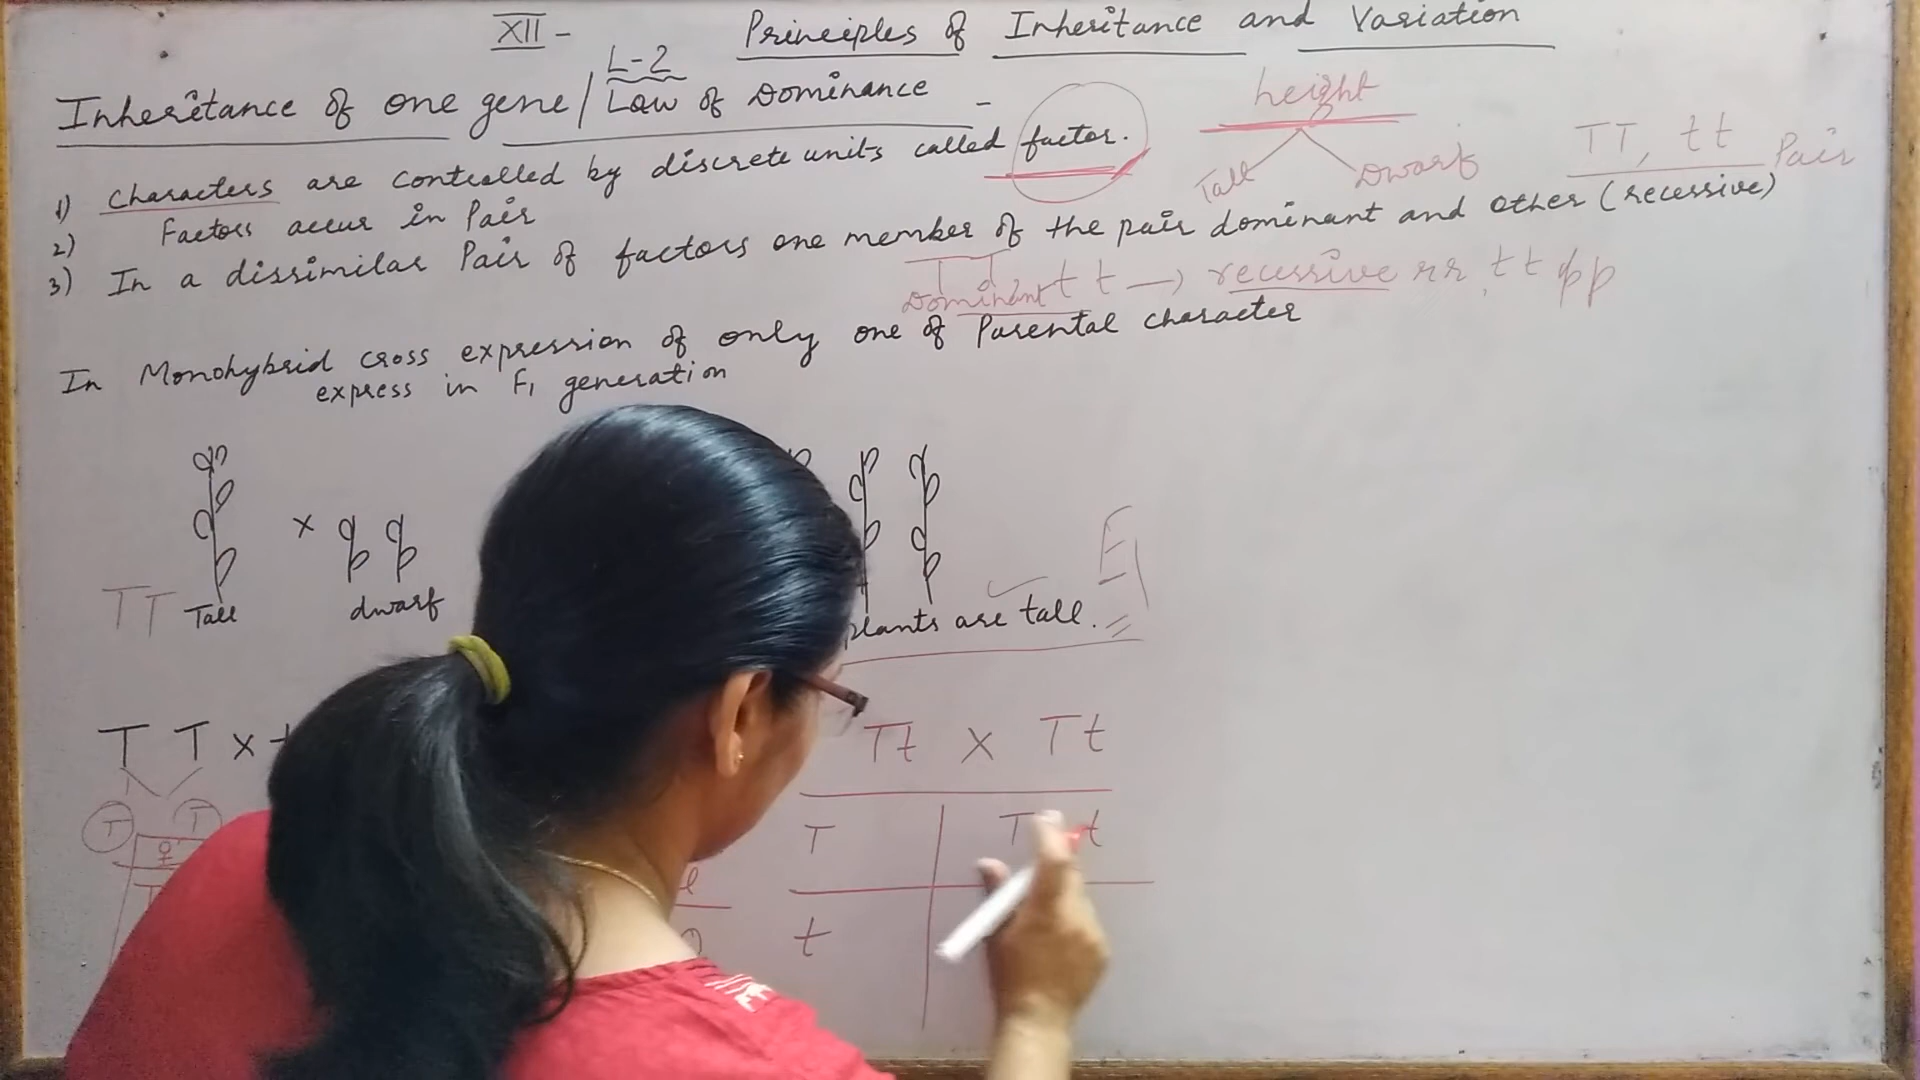 XII - Principles of Inheritance and Variation
L-2
Inheritance of one gene/ Law of Dominance -
height
Tall Dwarf
TT, tt Pair
1) Characters are controlled by discrete units called factor.
2) Factors occur in Pair
3) In a dissimilar Pair of factors one member of the pair dominant and other (recessive)
TT
Dominant tt → recessive rr, tt pp
In Monohybrid cross expression of only one of Parental character
express in F1 generation
x
TT Tall dwarf plants are tall. F1
T T x Tt x Tt
T T T T t
♀ t